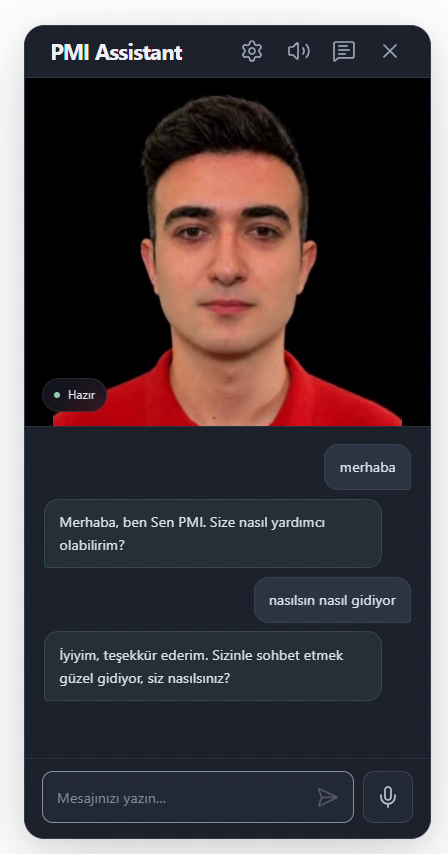 PMI Assistant
Hazır
merhaba
Merhaba, ben Sen PMI. Size nasıl yardımcı
olabilirim?
nasılsın nasıl gidiyor
İyiyim, teşekkür ederim. Sizinle sohbet etmek
güzel gidiyor, siz nasılsınız?
Mesajınızı yazın...